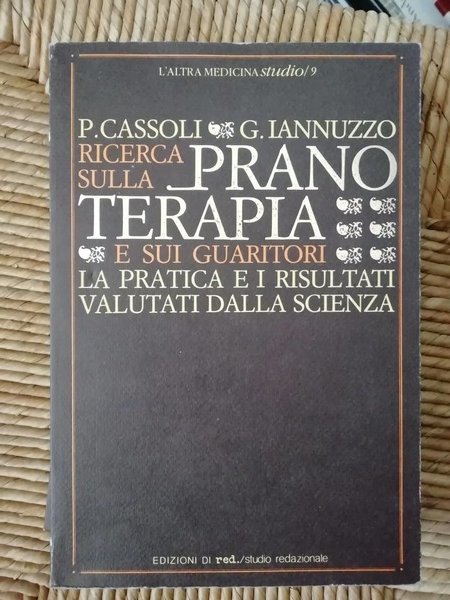 L'ALTRA MEDICINA studio/9
P. CASSOLI G. IANNUZZO
RICERCA
SULLA PRANO
TERAPIA
E SUI GUARITORI
LA PRATICA E I RISULTATI
VALUTATI DALLA SCIENZA
EDIZIONI DI red./studio redazionale